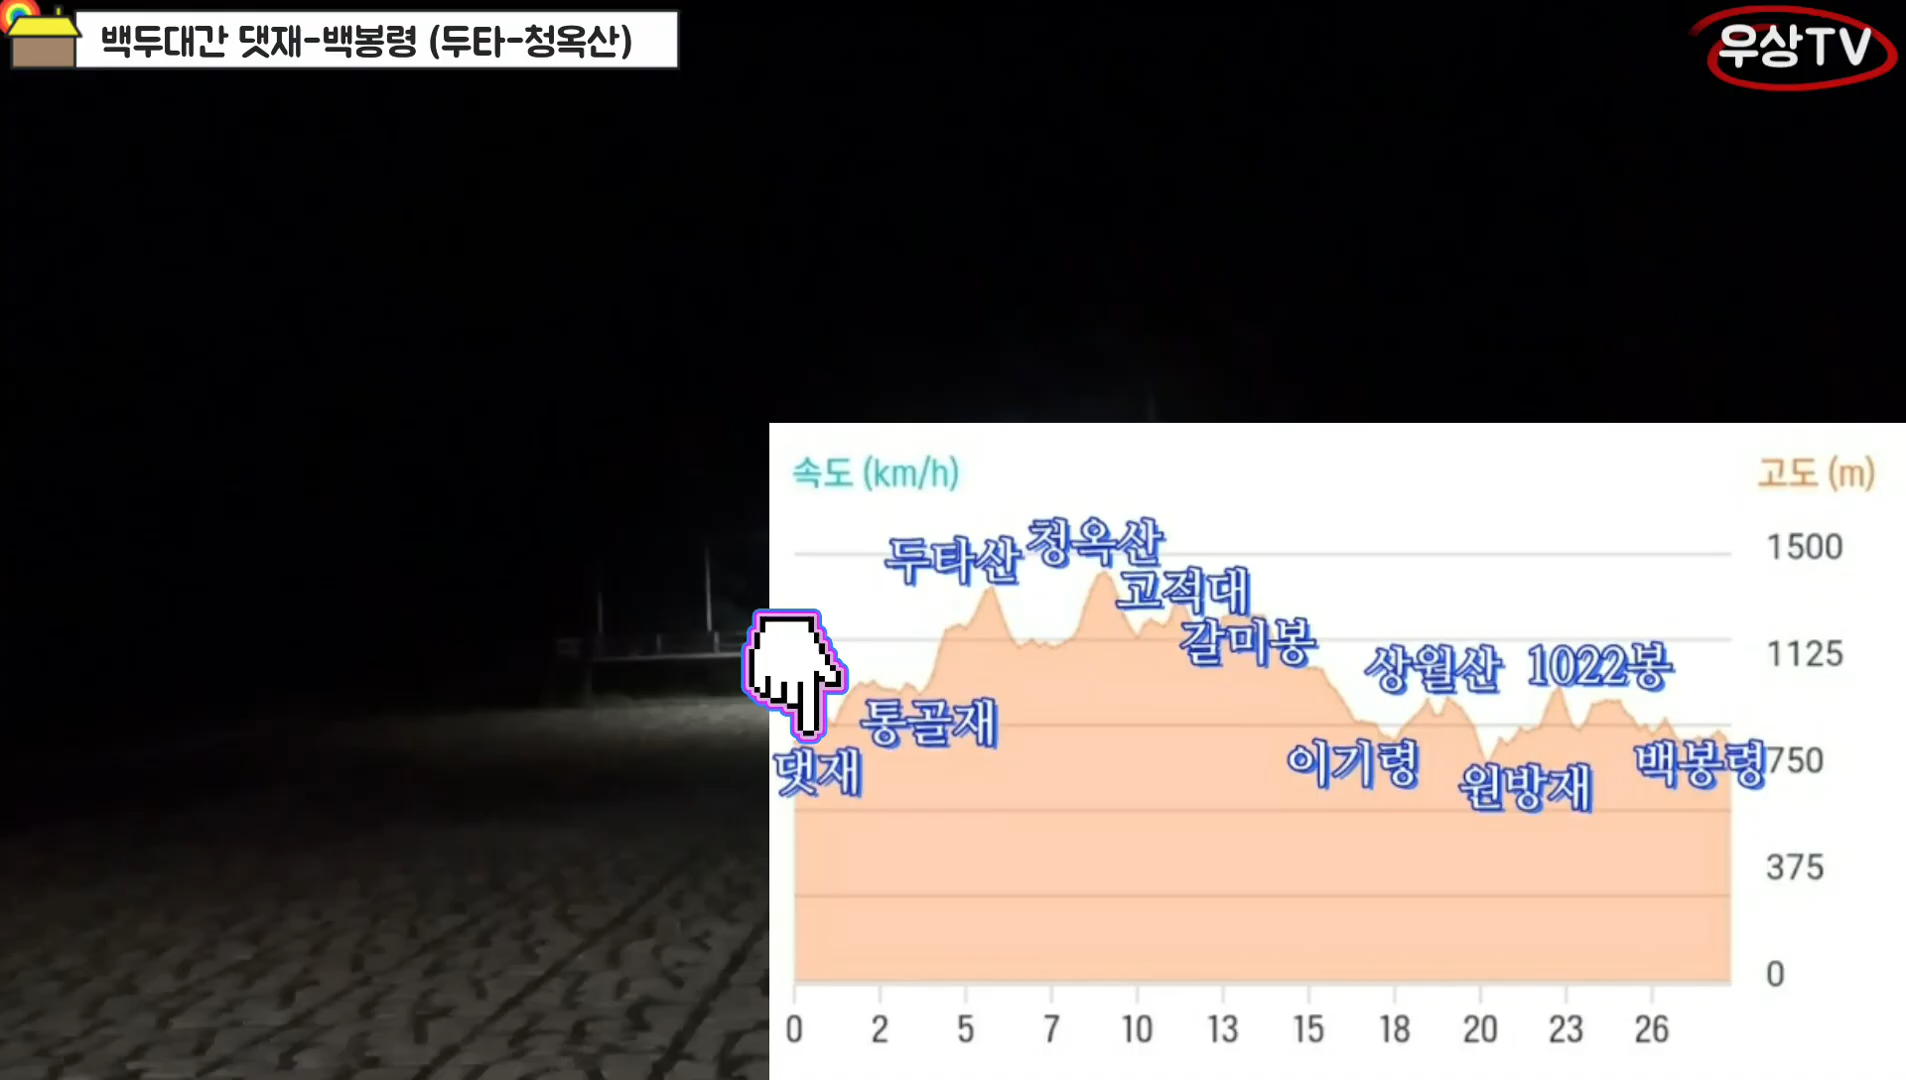 백두대간 댓재-백봉령 (두타-청옥산)
우상TV
속도 (km/h)
고도 (m)
두타산
청옥산
고적대
갈미봉
상월산
1022봉
통골재
댓재
이기령
원방재
백봉령
1500
1125
750
375
0
0 2 5 7 10 13 15 18 20 23 26